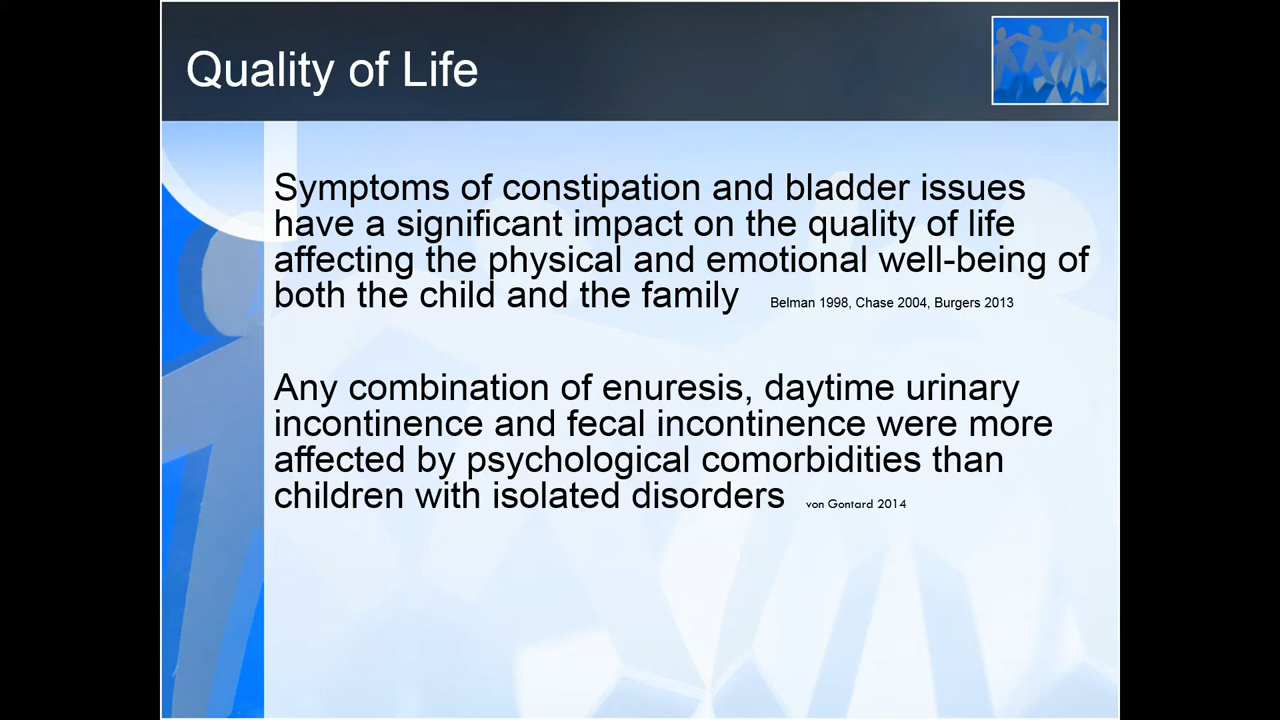 Quality of Life
Symptoms of constipation and bladder issues
have a significant impact on the quality of life
affecting the physical and emotional well-being of
both the child and the family Belman 1998, Chase 2004, Burgers 2013
Any combination of enuresis, daytime urinary
incontinence and fecal incontinence were more
affected by psychological comorbidities than
children with isolated disorders von Gontard 2014